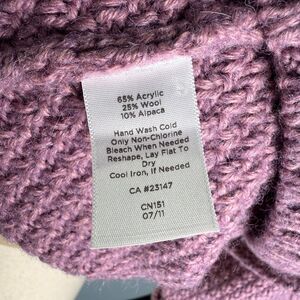 65% Acrylic
25% Wool
10% Alpaca
Hand Wash Cold
Only Non-Chlorine
Bleach When Needed
Reshape, Lay Flat To
Dry
Cool Iron, If Needed
CA #23147
CN151
07/11